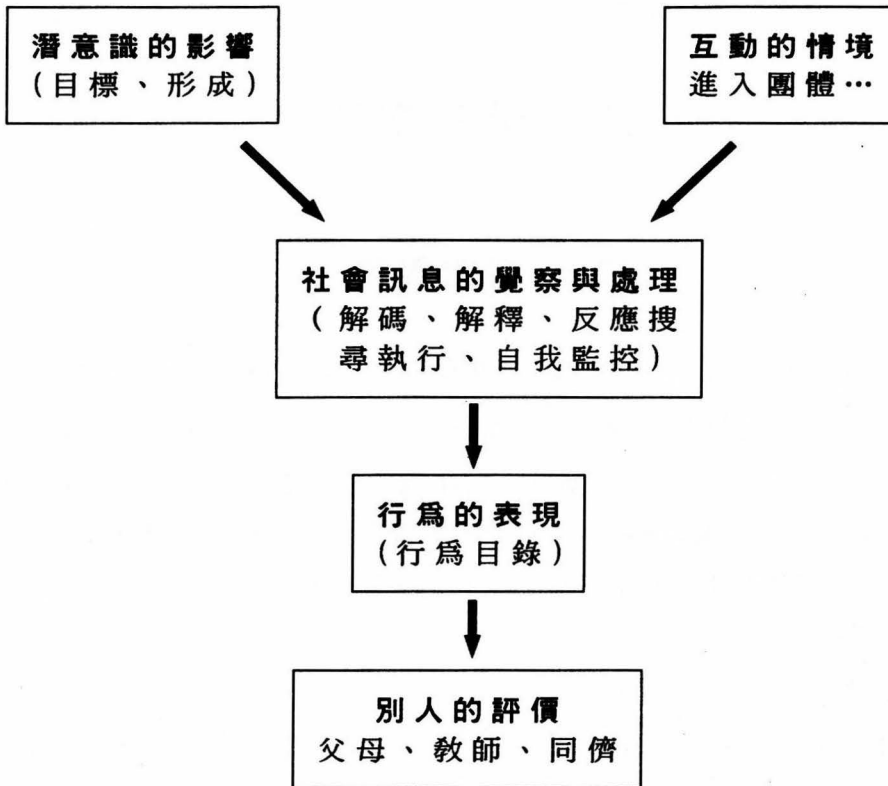 潛意識的影響
(目標、形成)
互動的情境
進入團體…
社會訊息的覺察與處理
(解碼、解釋、反應搜
尋執行、自我監控)
行爲的表現
(行爲目錄)
別人的評價
父母、教師、同儕